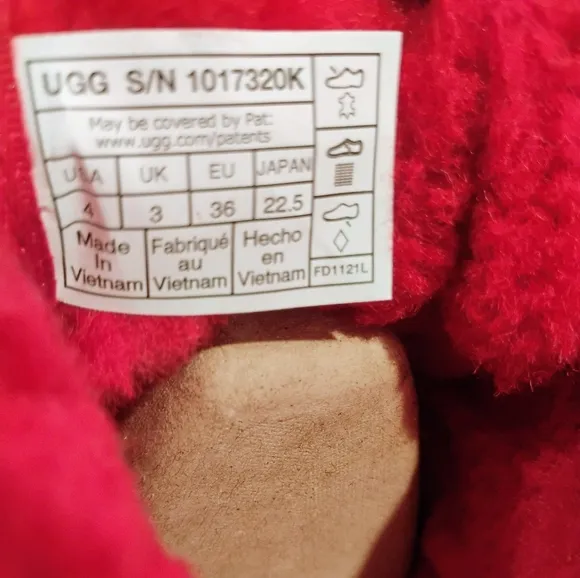 UGG S/N 1017320K
May be covered by Pat:
www.ugg.com/patents
USA UK EU JAPAN
4 3 36 22.5
Made In Vietnam
Fabriqué au Vietnam
Hecho en Vietnam
FD1121L